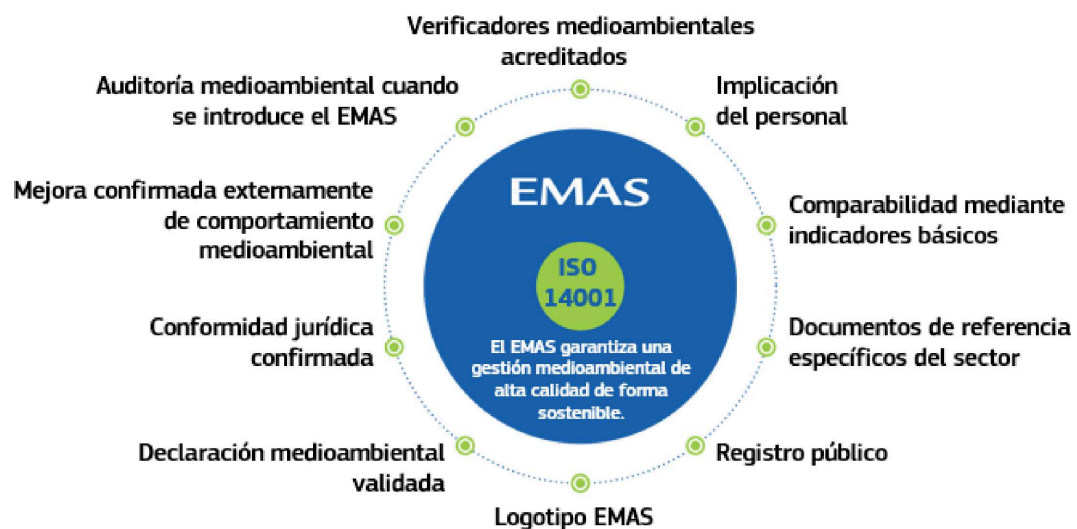 Verificadores medioambientales
acreditados
Implicación
del personal
Comparabilidad mediante
indicadores básicos
Documentos de referencia
específicos del sector
Registro público
Logotipo EMAS
Declaración medioambiental
validada
Conformidad jurídica
confirmada
Mejora confirmada externamente
de comportamiento
medioambiental
Auditoría medioambiental cuando
se introduce el EMAS
EMAS
ISO
14001
El EMAS garantiza una
gestión medioambiental de
alta calidad de forma
sostenible.